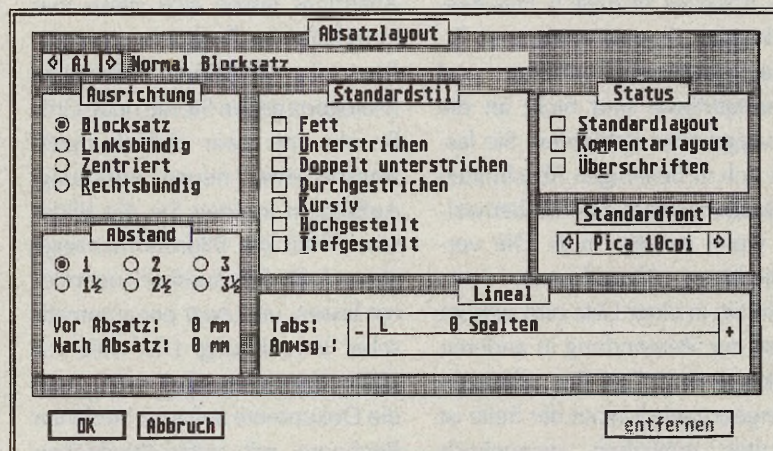 Absatzlayout
A1 Normal Blocksatz
Ausrichtung
Blocksatz
Linksbündig
Zentriert
Rechtsbündig
Abstand
1 2 3
1½ 2½ 3½
Vor Absatz: 0 mm
Nach Absatz: 0 mm
Standardstil
Fett
Unterstrichen
Doppelt unterstrichen
Durchgestrichen
Kursiv
Hochgestellt
Tiefgestellt
Status
Standardlayout
Kommentarlayout
Überschriften
Standardfont
Pica 10cpi
Lineal
Tabs: L 0 Spalten
Anwsg.: - +
OK Abbruch entfernen